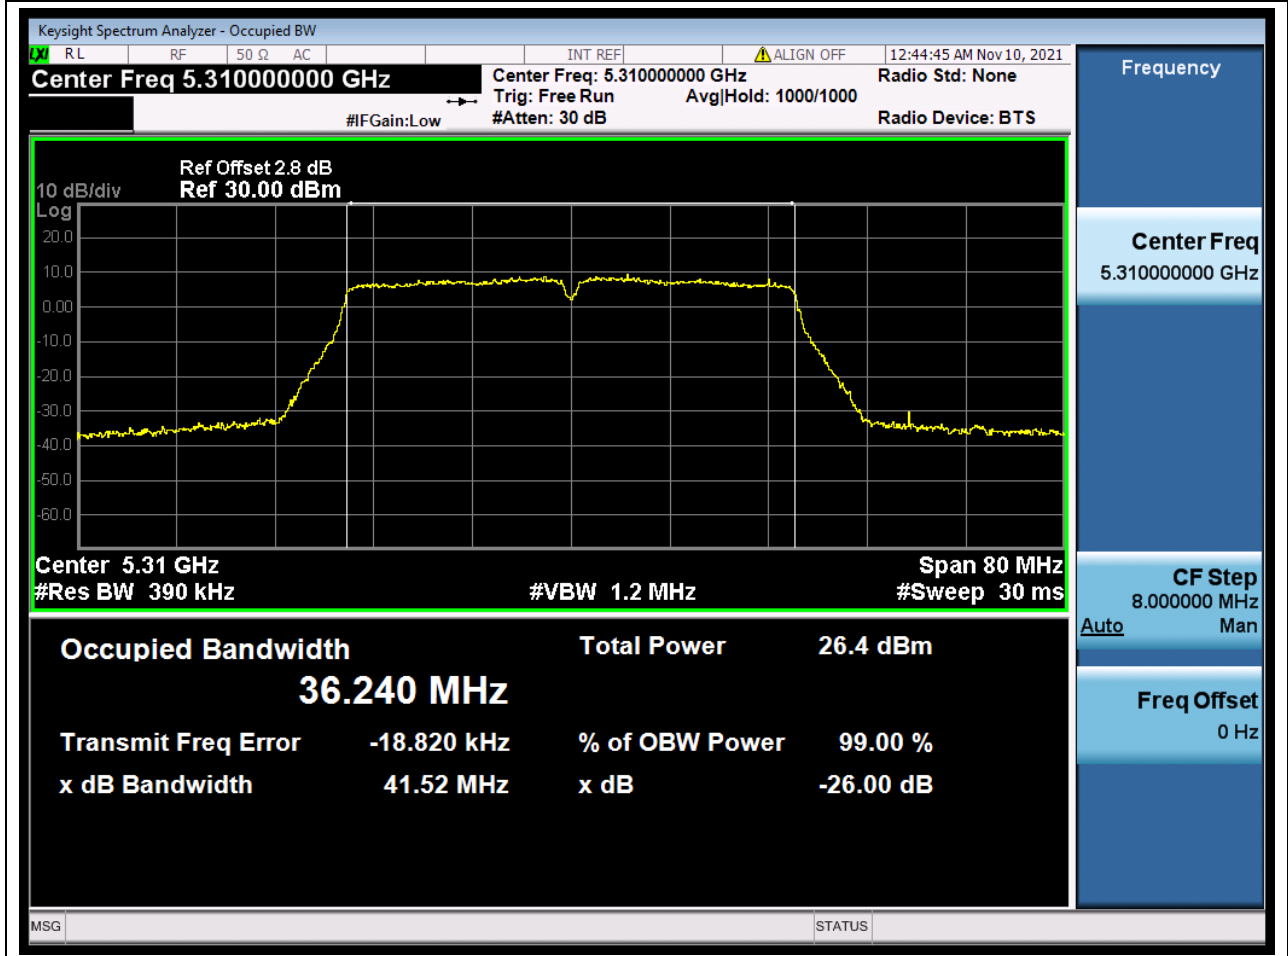 Keysight Spectrum Analyzer - Occupied BW
LXI RL RF 50 Ω AC INT REF ALIGN OFF 12:44:45 AM Nov 10, 2021
Center Freq 5.310000000 GHz
Center Freq: 5.310000000 GHz
Radio Std: None
Trig: Free Run
Avg|Hold: 1000/1000
#IFGain:Low
#Atten: 30 dB
Radio Device: BTS
Ref Offset 2.8 dB
10 dB/div
Ref 30.00 dBm
Log
20.0
10.0
0.00
-10.0
-20.0
-30.0
-40.0
-50.0
-60.0
Center 5.31 GHz
Span 80 MHz
#Res BW 390 kHz
#VBW 1.2 MHz
#Sweep 30 ms
Occupied Bandwidth
Total Power 26.4 dBm
36.240 MHz
Transmit Freq Error -18.820 kHz
% of OBW Power 99.00 %
x dB Bandwidth 41.52 MHz
x dB -26.00 dB
Frequency
Center Freq
5.310000000 GHz
CF Step
8.000000 MHz
Auto Man
Freq Offset
0 Hz
MSG
STATUS